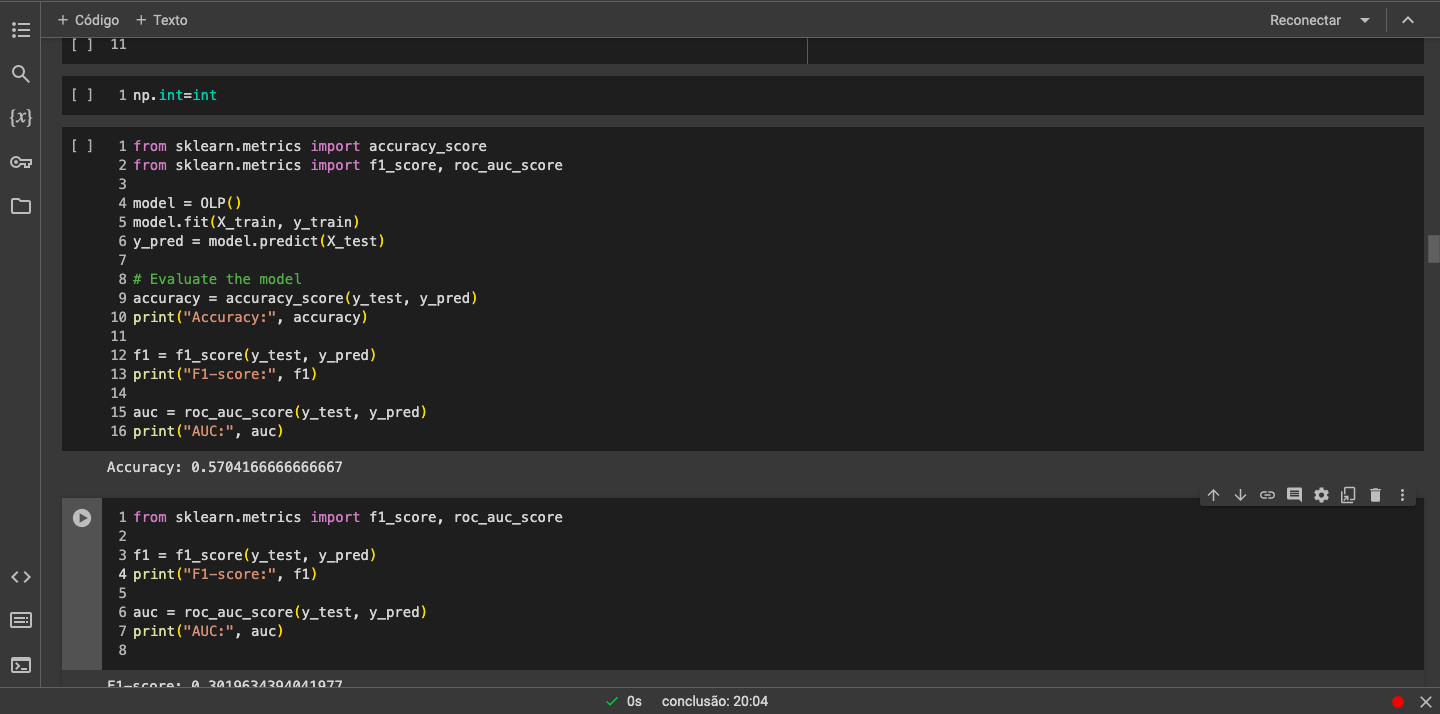 + Código + Texto Reconectar
[ ] 11
{x}
[ ] 1 np.int=int
[ ] 1 from sklearn.metrics import accuracy_score
2 from sklearn.metrics import f1_score, roc_auc_score
3
4 model = OLP()
5 model.fit(X_train, y_train)
6 y_pred = model.predict(X_test)
7
8 # Evaluate the model
9 accuracy = accuracy_score(y_test, y_pred)
10 print("Accuracy:", accuracy)
11
12 f1 = f1_score(y_test, y_pred)
13 print("F1-score:", f1)
14
15 auc = roc_auc_score(y_test, y_pred)
16 print("AUC:", auc)
Accuracy: 0.5704166666666667
1 from sklearn.metrics import f1_score, roc_auc_score
2
3 f1 = f1_score(y_test, y_pred)
4 print("F1-score:", f1)
5
6 auc = roc_auc_score(y_test, y_pred)
7 print("AUC:", auc)
8
F1-score: 0.3019634394041977
0s conclusão: 20:04